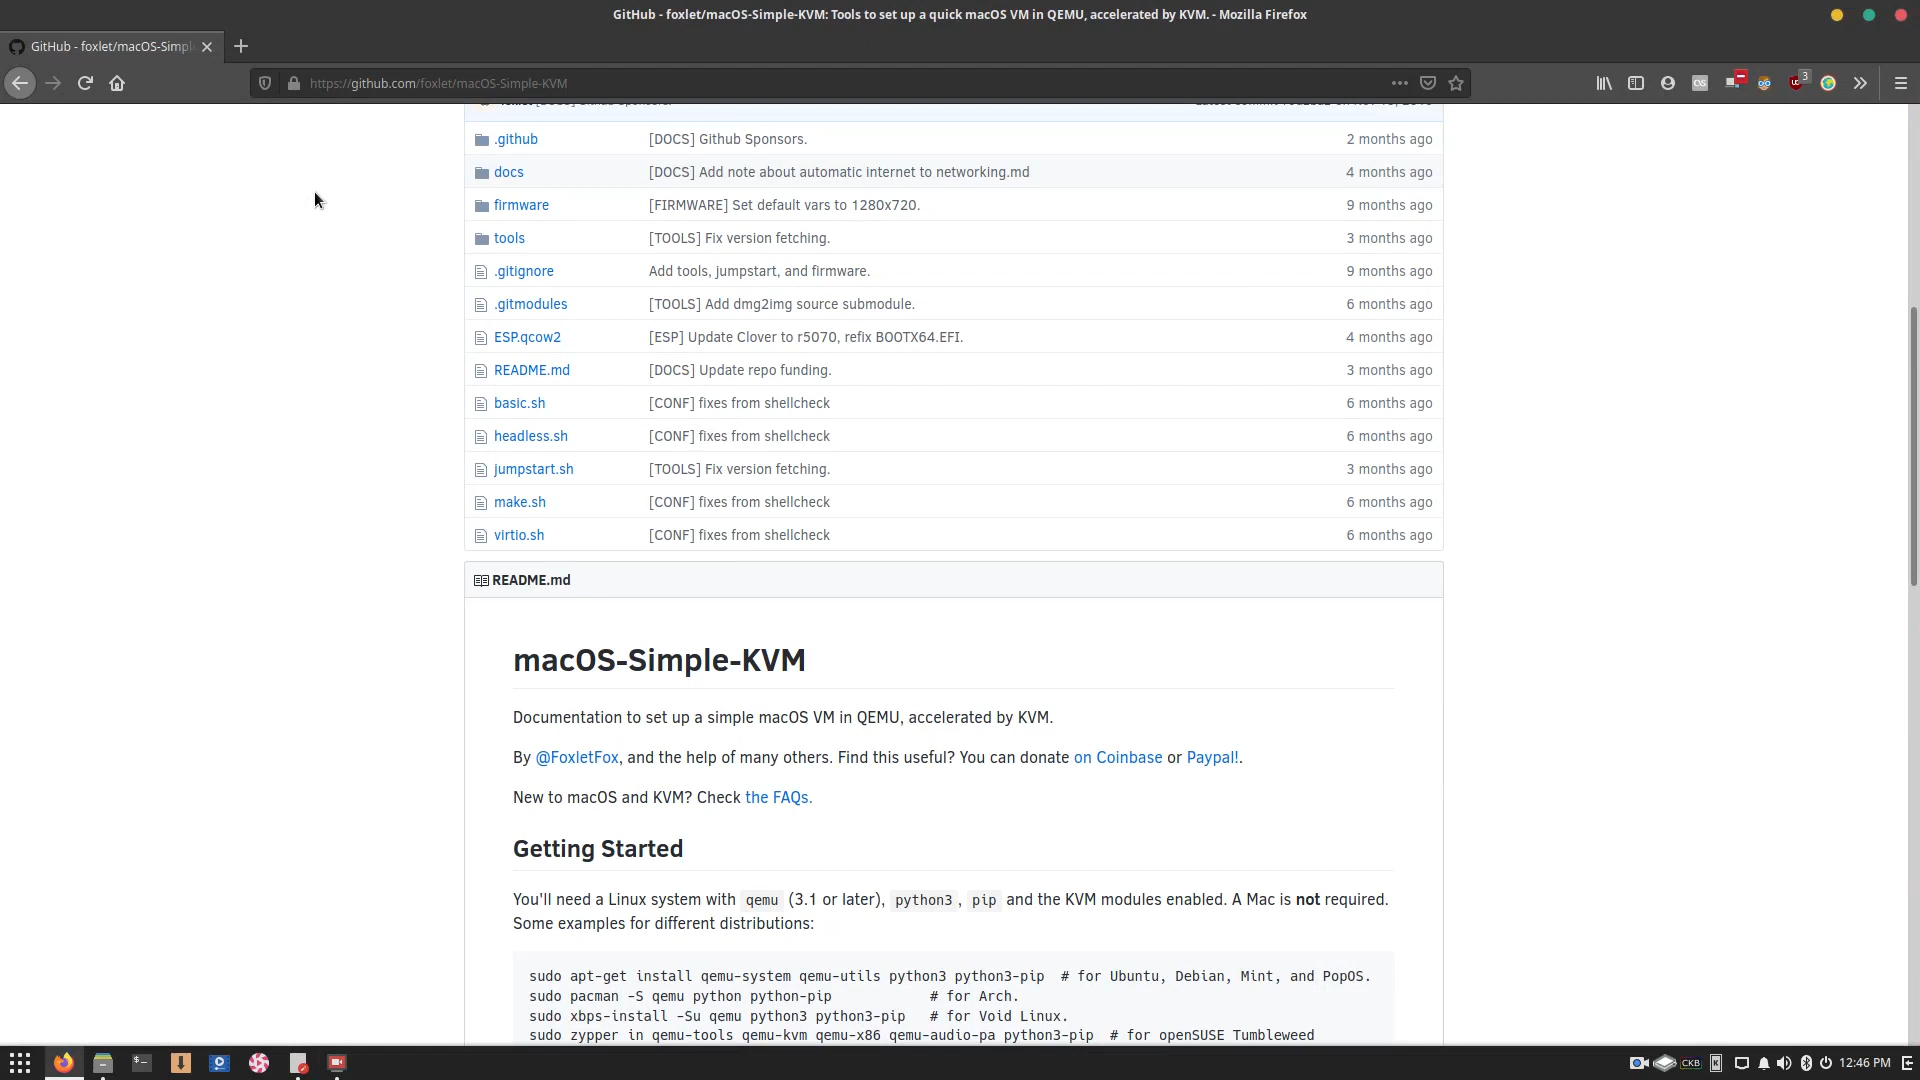 GitHub - foxlet/macOS-Simple-KVM: Tools to set up a quick macOS VM in QEMU, accelerated by KVM. - Mozilla Firefox
GitHub - foxlet/macOS-Simpl
https://github.com/foxlet/macOS-Simple-KVM
3
.github [DOCS] Github Sponsors. 2 months ago
docs [DOCS] Add note about automatic internet to networking.md 4 months ago
firmware [FIRMWARE] Set default vars to 1280x720. 9 months ago
tools [TOOLS] Fix version fetching. 3 months ago
.gitignore Add tools, jumpstart, and firmware. 9 months ago
.gitmodules [TOOLS] Add dmg2img source submodule. 6 months ago
ESP.qcow2 [ESP] Update Clover to r5070, refix BOOTX64.EFI. 4 months ago
README.md [DOCS] Update repo funding. 3 months ago
basic.sh [CONF] fixes from shellcheck 6 months ago
headless.sh [CONF] fixes from shellcheck 6 months ago
jumpstart.sh [TOOLS] Fix version fetching. 3 months ago
make.sh [CONF] fixes from shellcheck 6 months ago
virtio.sh [CONF] fixes from shellcheck 6 months ago
README.md
macOS-Simple-KVM
Documentation to set up a simple macOS VM in QEMU, accelerated by KVM.
By @FoxletFox, and the help of many others. Find this useful? You can donate on Coinbase or Paypal!.
New to macOS and KVM? Check the FAQs.
Getting Started
You'll need a Linux system with qemu (3.1 or later), python3, pip and the KVM modules enabled. A Mac is not required.
Some examples for different distributions:
sudo apt-get install qemu-system qemu-utils python3 python3-pip # for Ubuntu, Debian, Mint, and PopOS.
sudo pacman -S qemu python python-pip # for Arch.
sudo xbps-install -Su qemu python3 python3-pip # for Void Linux.
sudo zypper in qemu-tools qemu-kvm qemu-x86 qemu-audio-pa python3-pip # for openSUSE Tumbleweed
CKB
12:46 PM